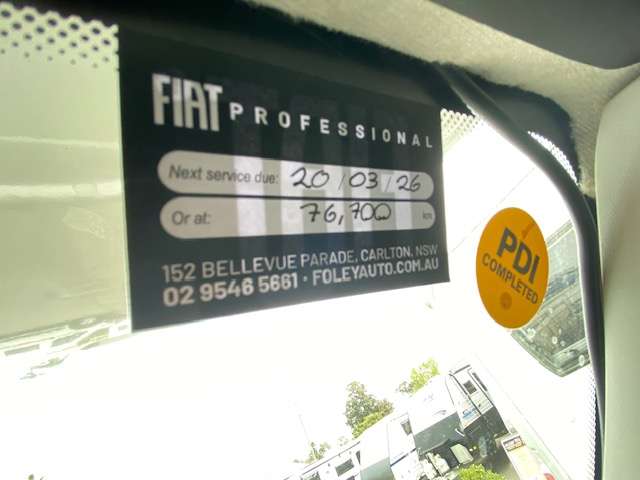 FIAT PROFESSIONAL
Next service due: 20/03/26
Or at: 76,700 km
152 BELLEVUE PARADE, CARLTON, NSW
02 9546 5661 · FOLEYAUTO.COM.AU
PDI
COMPLETED